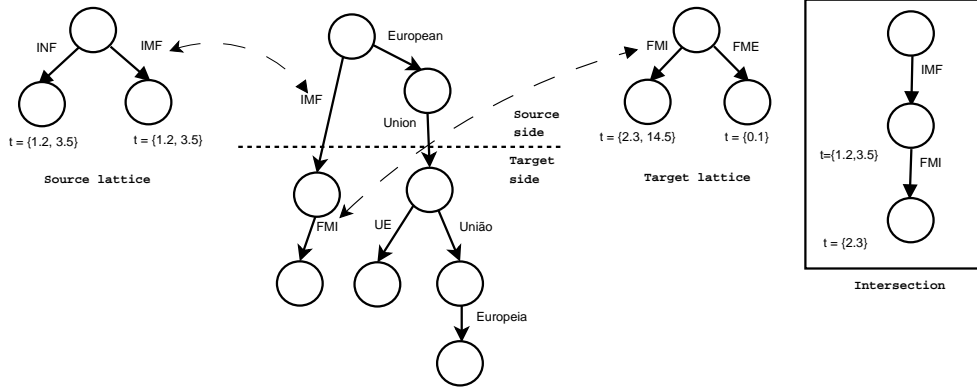 INF
IMF
t = {1.2, 3.5}
t = {1.2, 3.5}
Source lattice
European
IMF
Union
Source
side
Target
side
FMI
UE
União
Europeia
FMI
FME
t = {2.3, 14.5}
t = {0.1}
Target lattice
IMF
t={1.2,3.5}
FMI
t = {2.3}
Intersection